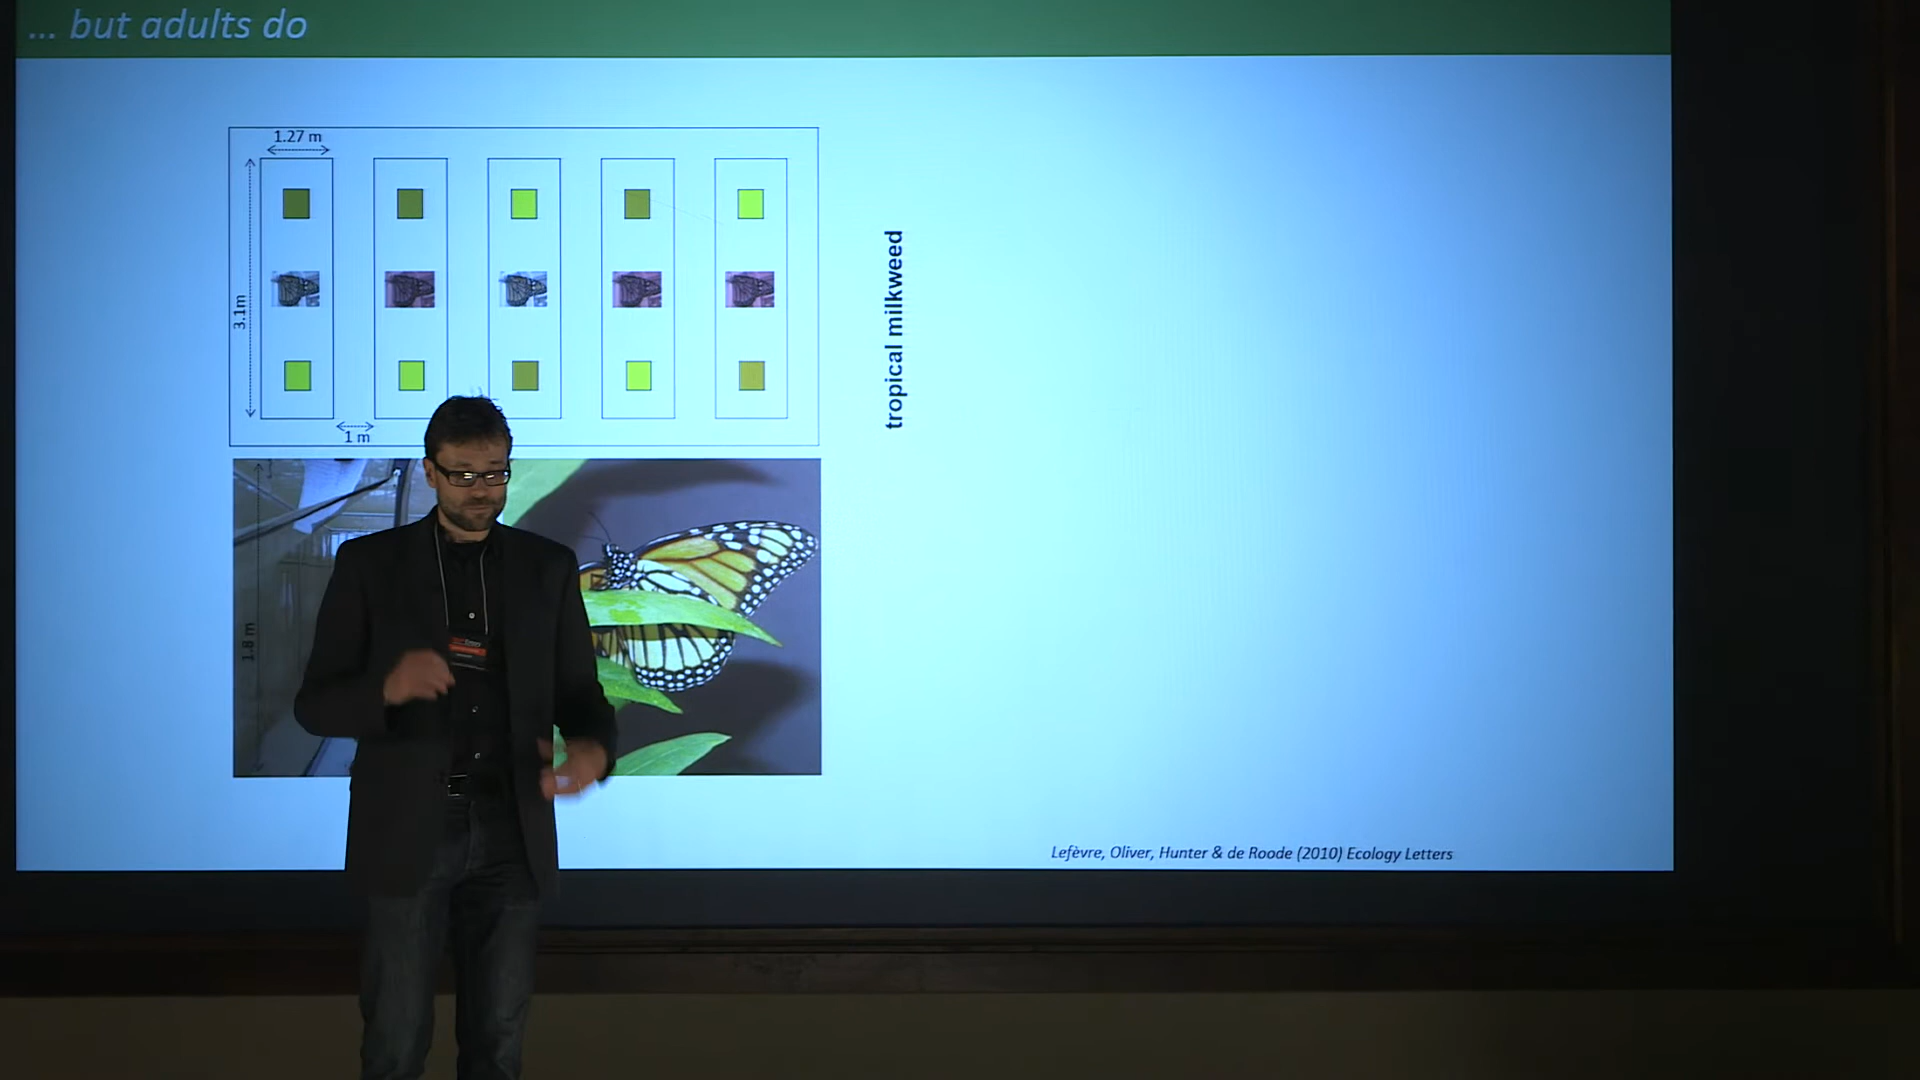 ... but adults do
1.27 m
3.1m
1 m
tropical milkweed
1.8 m
Lefèvre, Oliver, Hunter & de Roode (2010) Ecology Letters